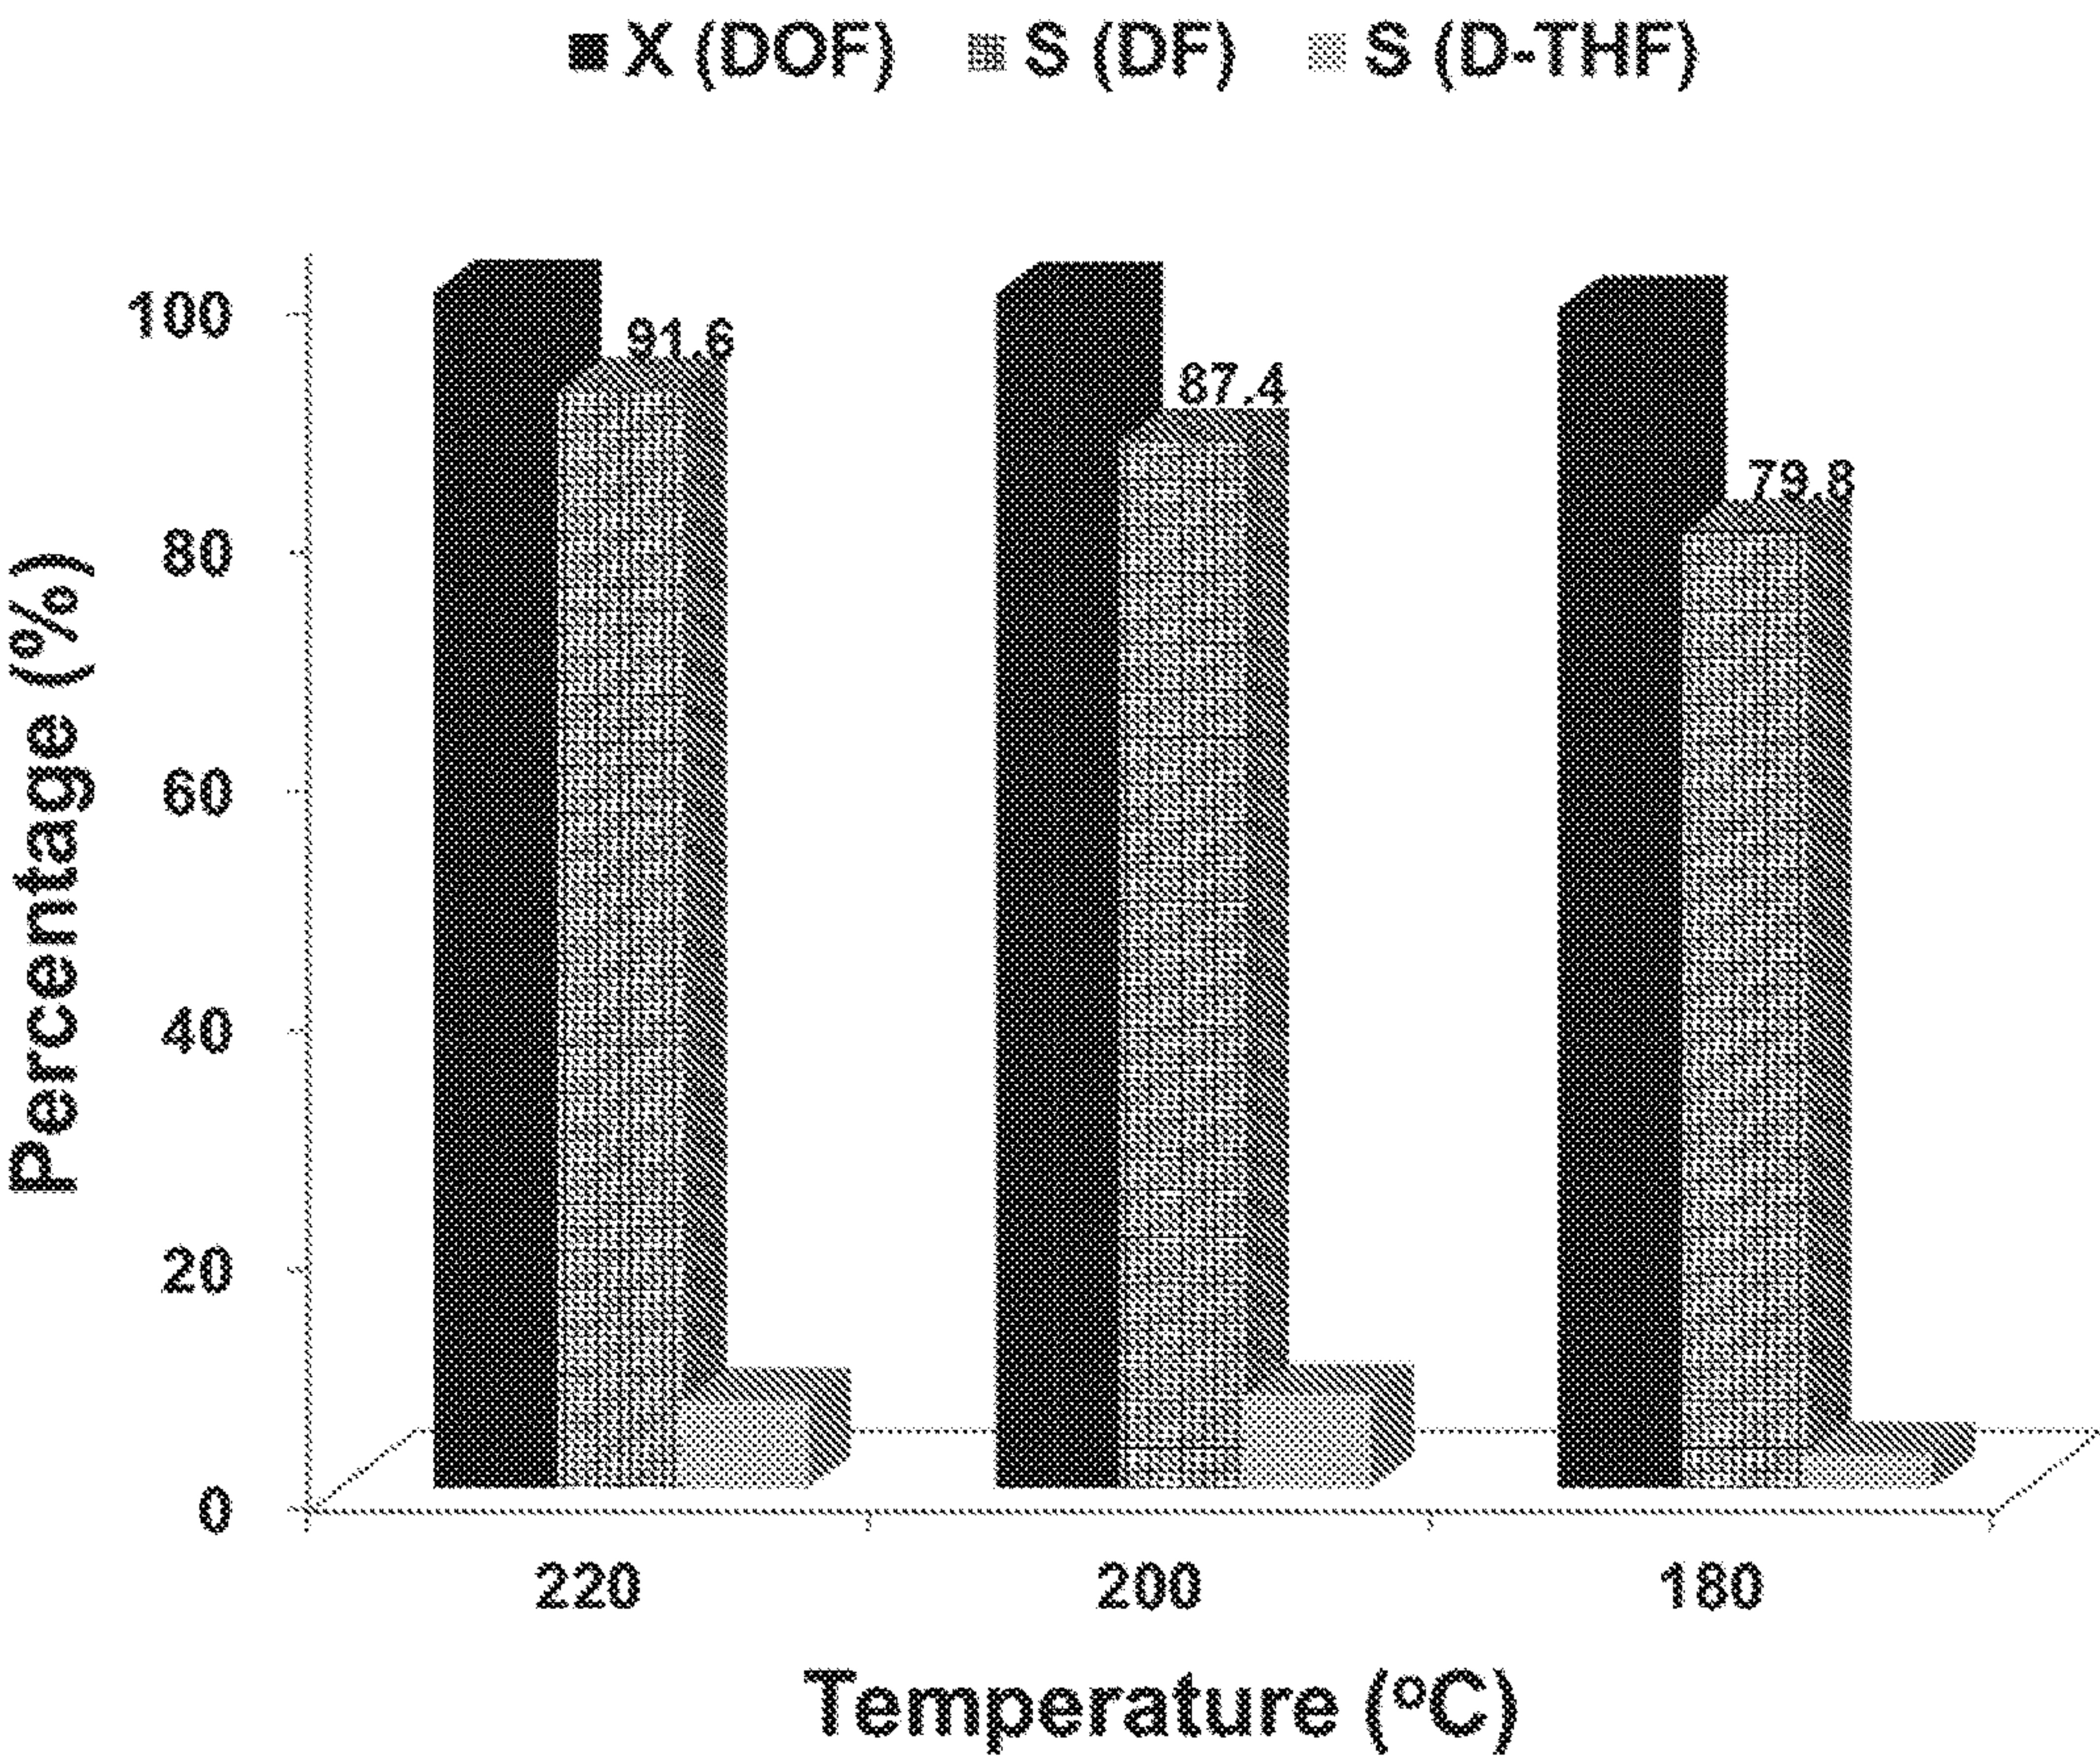 X (DOF) S (DF) S (D-THF)
100
80
60
40
20
0
Percentage (%)
91.6
87.4
79.8
220 200 180
Temperature (oC)